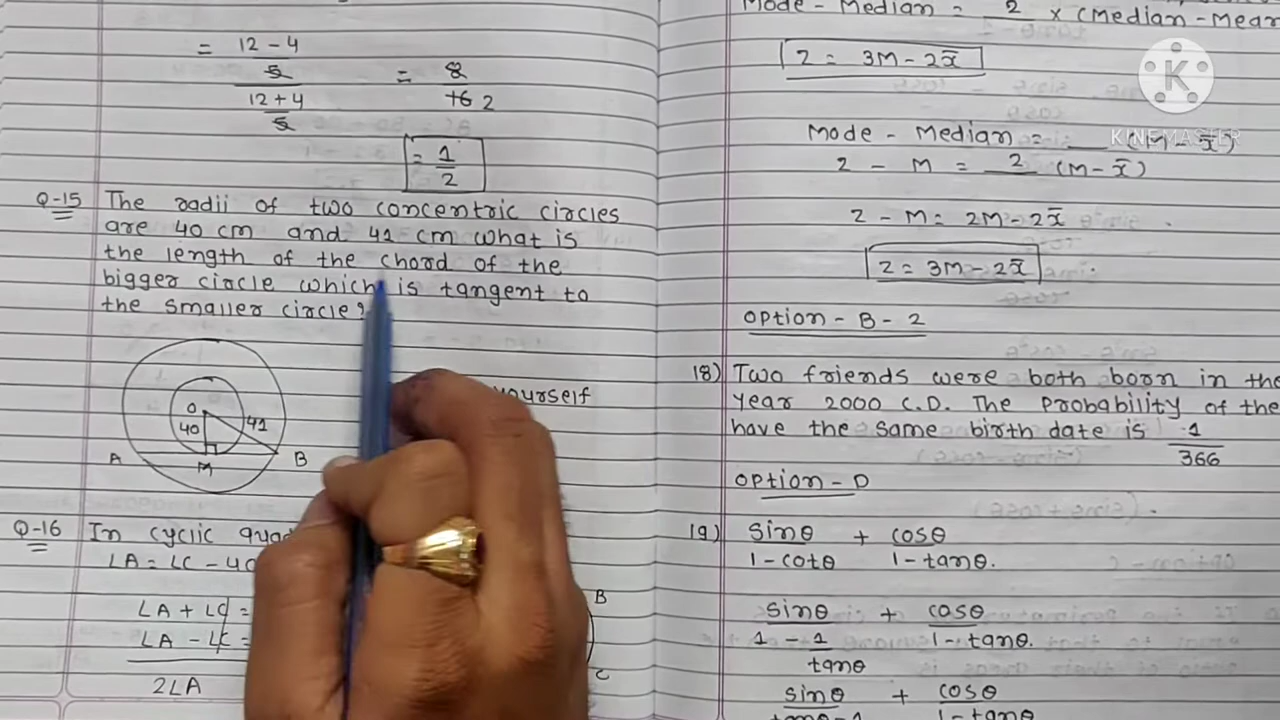 = 12 - 4
5
12 + 4
5
= 8
16 2
= 1
2
Q-15 The radii of two concentric circles
are 40 cm and 41 cm what is
the length of the chord of the
bigger circle which is tangent to
the smaller circle?
yourself
O
40
41
A
M
B
Q-16 In cyclic
∠A = ∠C - 40
∠A + ∠C =
∠A - ∠C =
2∠A
B
C
Mode - Median = 2 × (Median - Mean
Z = 3M - 2x̄
K
KINEMASTER
Mode - Median = ___ (M - x̄)
Z - M = 2 (M - x̄)
Z - M = 2M - 2x̄
Z = 3M - 2x̄
Option - B - 2
18) Two friends were both born in the
year 2000 C.D. The Probability of the
have the same birth date is 1
366
Option - D
19) sinθ + cosθ
1 - cotθ 1 - tanθ.
sinθ + cosθ
1 - 1 1 - tanθ.
tanθ
sinθ + cosθ
tanθ - 1 1 - tanθ